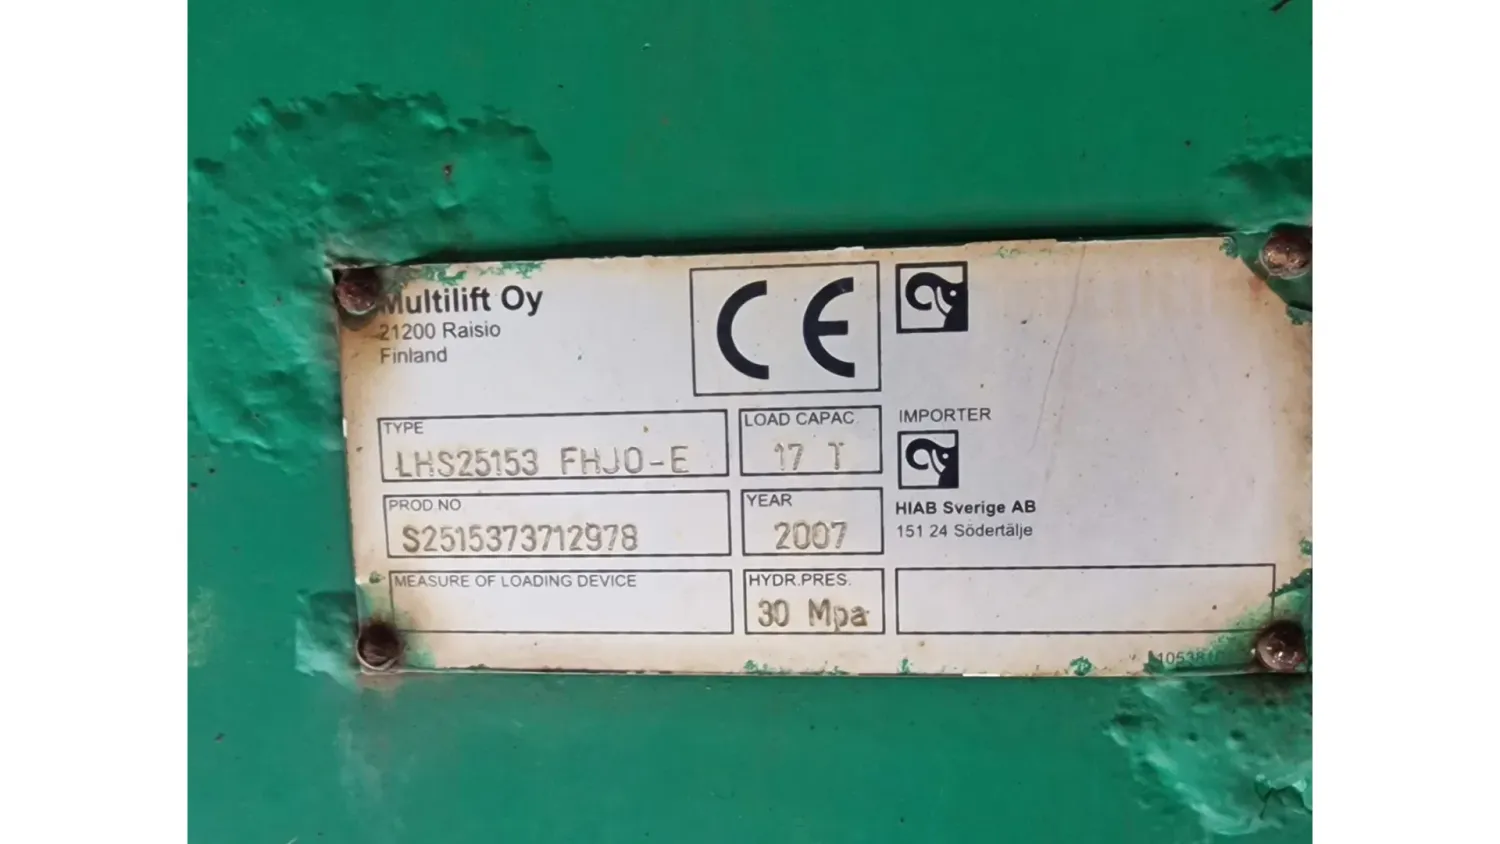 Multilift Oy
21200 Raisio
Finland
CE
TYPE
LHS25153 FHJO-E
LOAD CAPAC.
17 T
PROD NO
S2515373712978
YEAR
2007
MEASURE OF LOADING DEVICE
HYDR.PRES.
30 Mpa
IMPORTER
HIAB Sverige AB
151 24 Södertälje